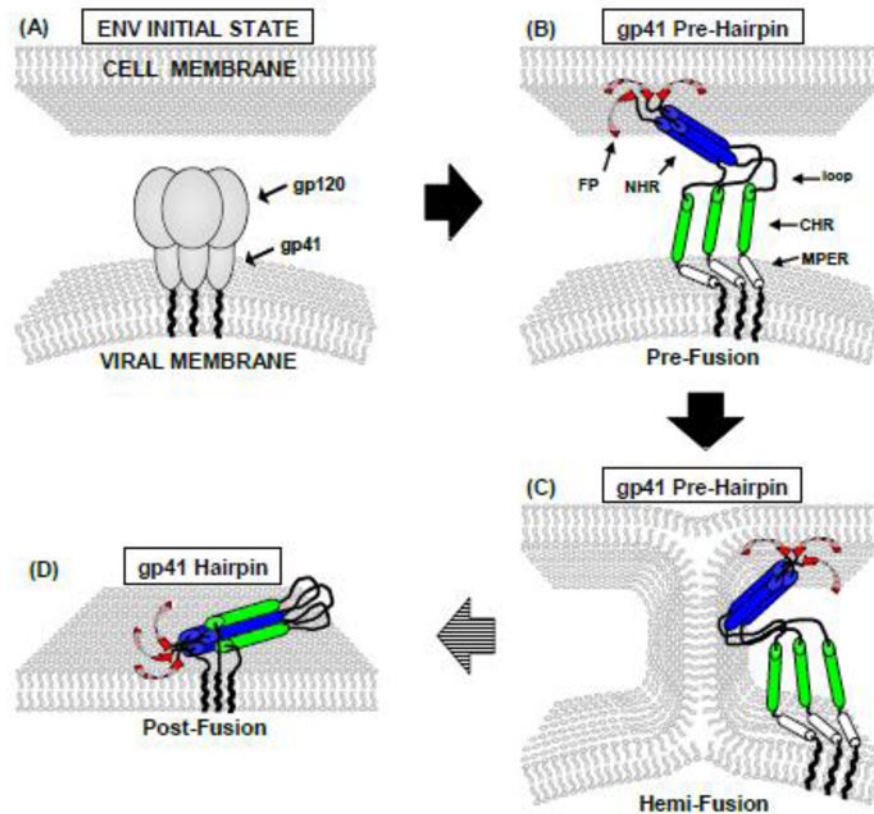 (A)
ENV INITIAL STATE
CELL MEMBRANE
gp120
gp41
VIRAL MEMBRANE
(B)
gp41 Pre-Hairpin
FP
NHR
loop
CHR
MPER
Pre-Fusion
(C)
gp41 Pre-Hairpin
Hemi-Fusion
(D)
gp41 Hairpin
Post-Fusion